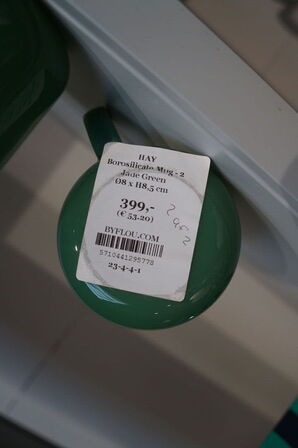 HAY
Borosilicate Mug - 2
Jade Green
Ø8 x H8,5 cm
399,-
(€ 53.20)
BYFLOU.COM
5710441295778
23-4-4-1